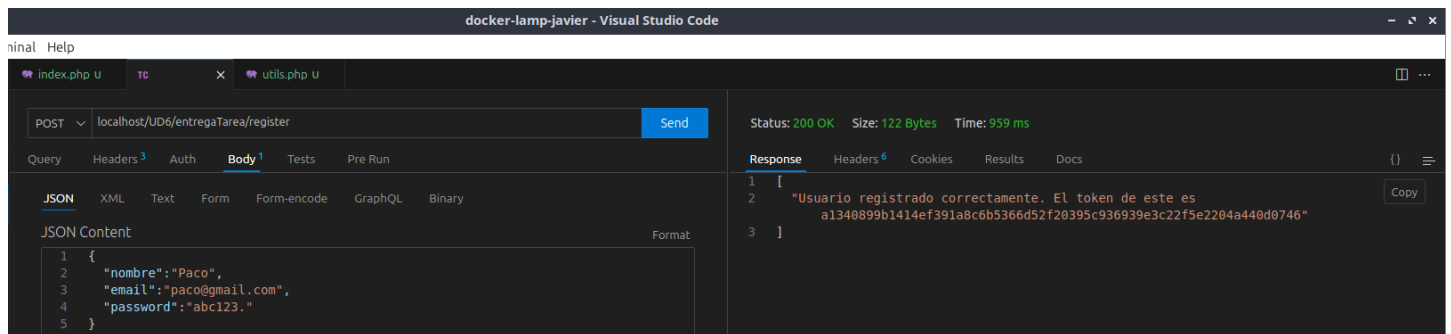 docker-lamp-javier - Visual Studio Code
ninal Help
index.php U TC utils.php U
POST localhost/UD6/entregaTarea/register Send
Status: 200 OK Size: 122 Bytes Time: 959 ms
Query Headers 3 Auth Body 1 Tests Pre Run
Response Headers 6 Cookies Results Docs {}
JSON XML Text Form Form-encode GraphQL Binary
JSON Content Format
1 {
2 "nombre":"Paco",
3 "email":"paco@gmail.com",
4 "password":"abc123."
5 }
1 [
2 "Usuario registrado correctamente. El token de este es
a1340899b1414ef391a8c6b5366d52f20395c936939e3c22f5e2204a440d0746"
3 ]
Copy